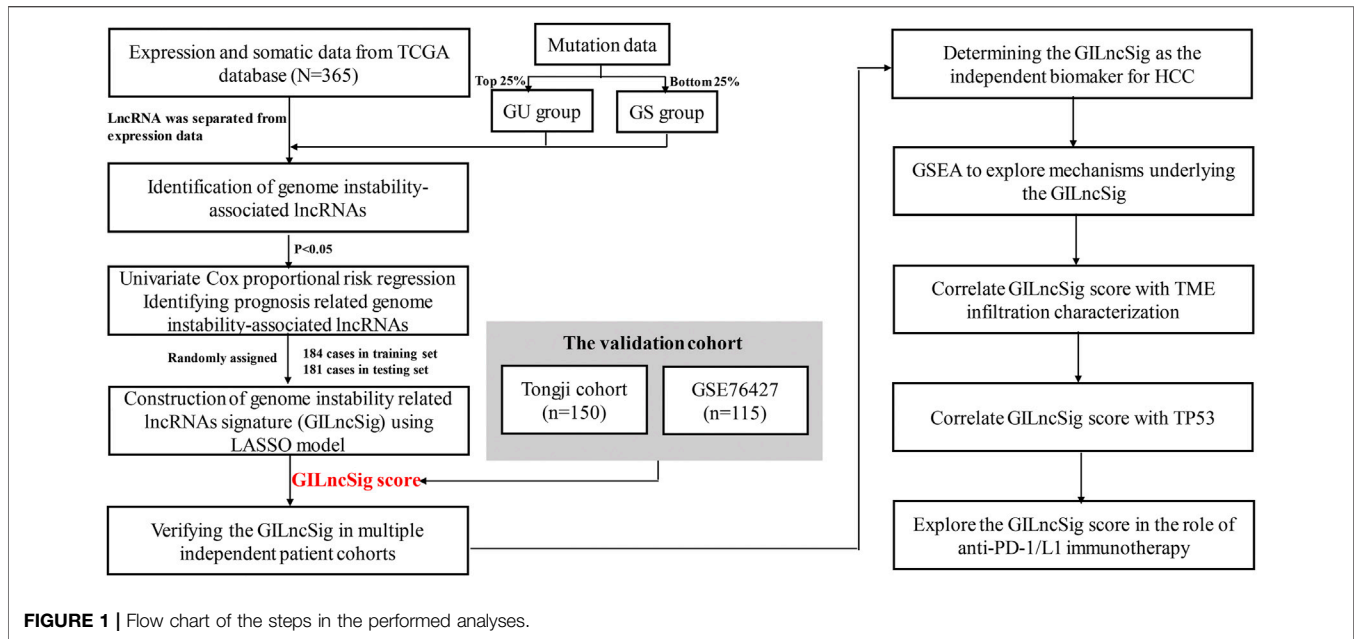 Expression and somatic data from TCGA
database (N=365)
Mutation data
Top 25%
Bottom 25%
GU group
GS group
LncRNA was separated from
expression data
Identification of genome instability-
associated lncRNAs
P<0.05
Univariate Cox proportional risk regression
Identifying prognosis related genome
instability-associated lncRNAs
Randomly assigned
184 cases in training set
181 cases in testing set
Construction of genome instability related
lncRNAs signature (GILncSig) using
LASSO model
The validation cohort
Tongji cohort
(n=150)
GSE76427
(n=115)
GILncSig score
Verifying the GILncSig in multiple
independent patient cohorts
Determining the GILncSig as the
independent biomaker for HCC
GSEA to explore mechanisms underlying
the GILncSig
Correlate GILncSig score with TME
infiltration characterization
Correlate GILncSig score with TP53
Explore the GILncSig score in the role of
anti-PD-1/L1 immunotherapy
FIGURE 1 | Flow chart of the steps in the performed analyses.